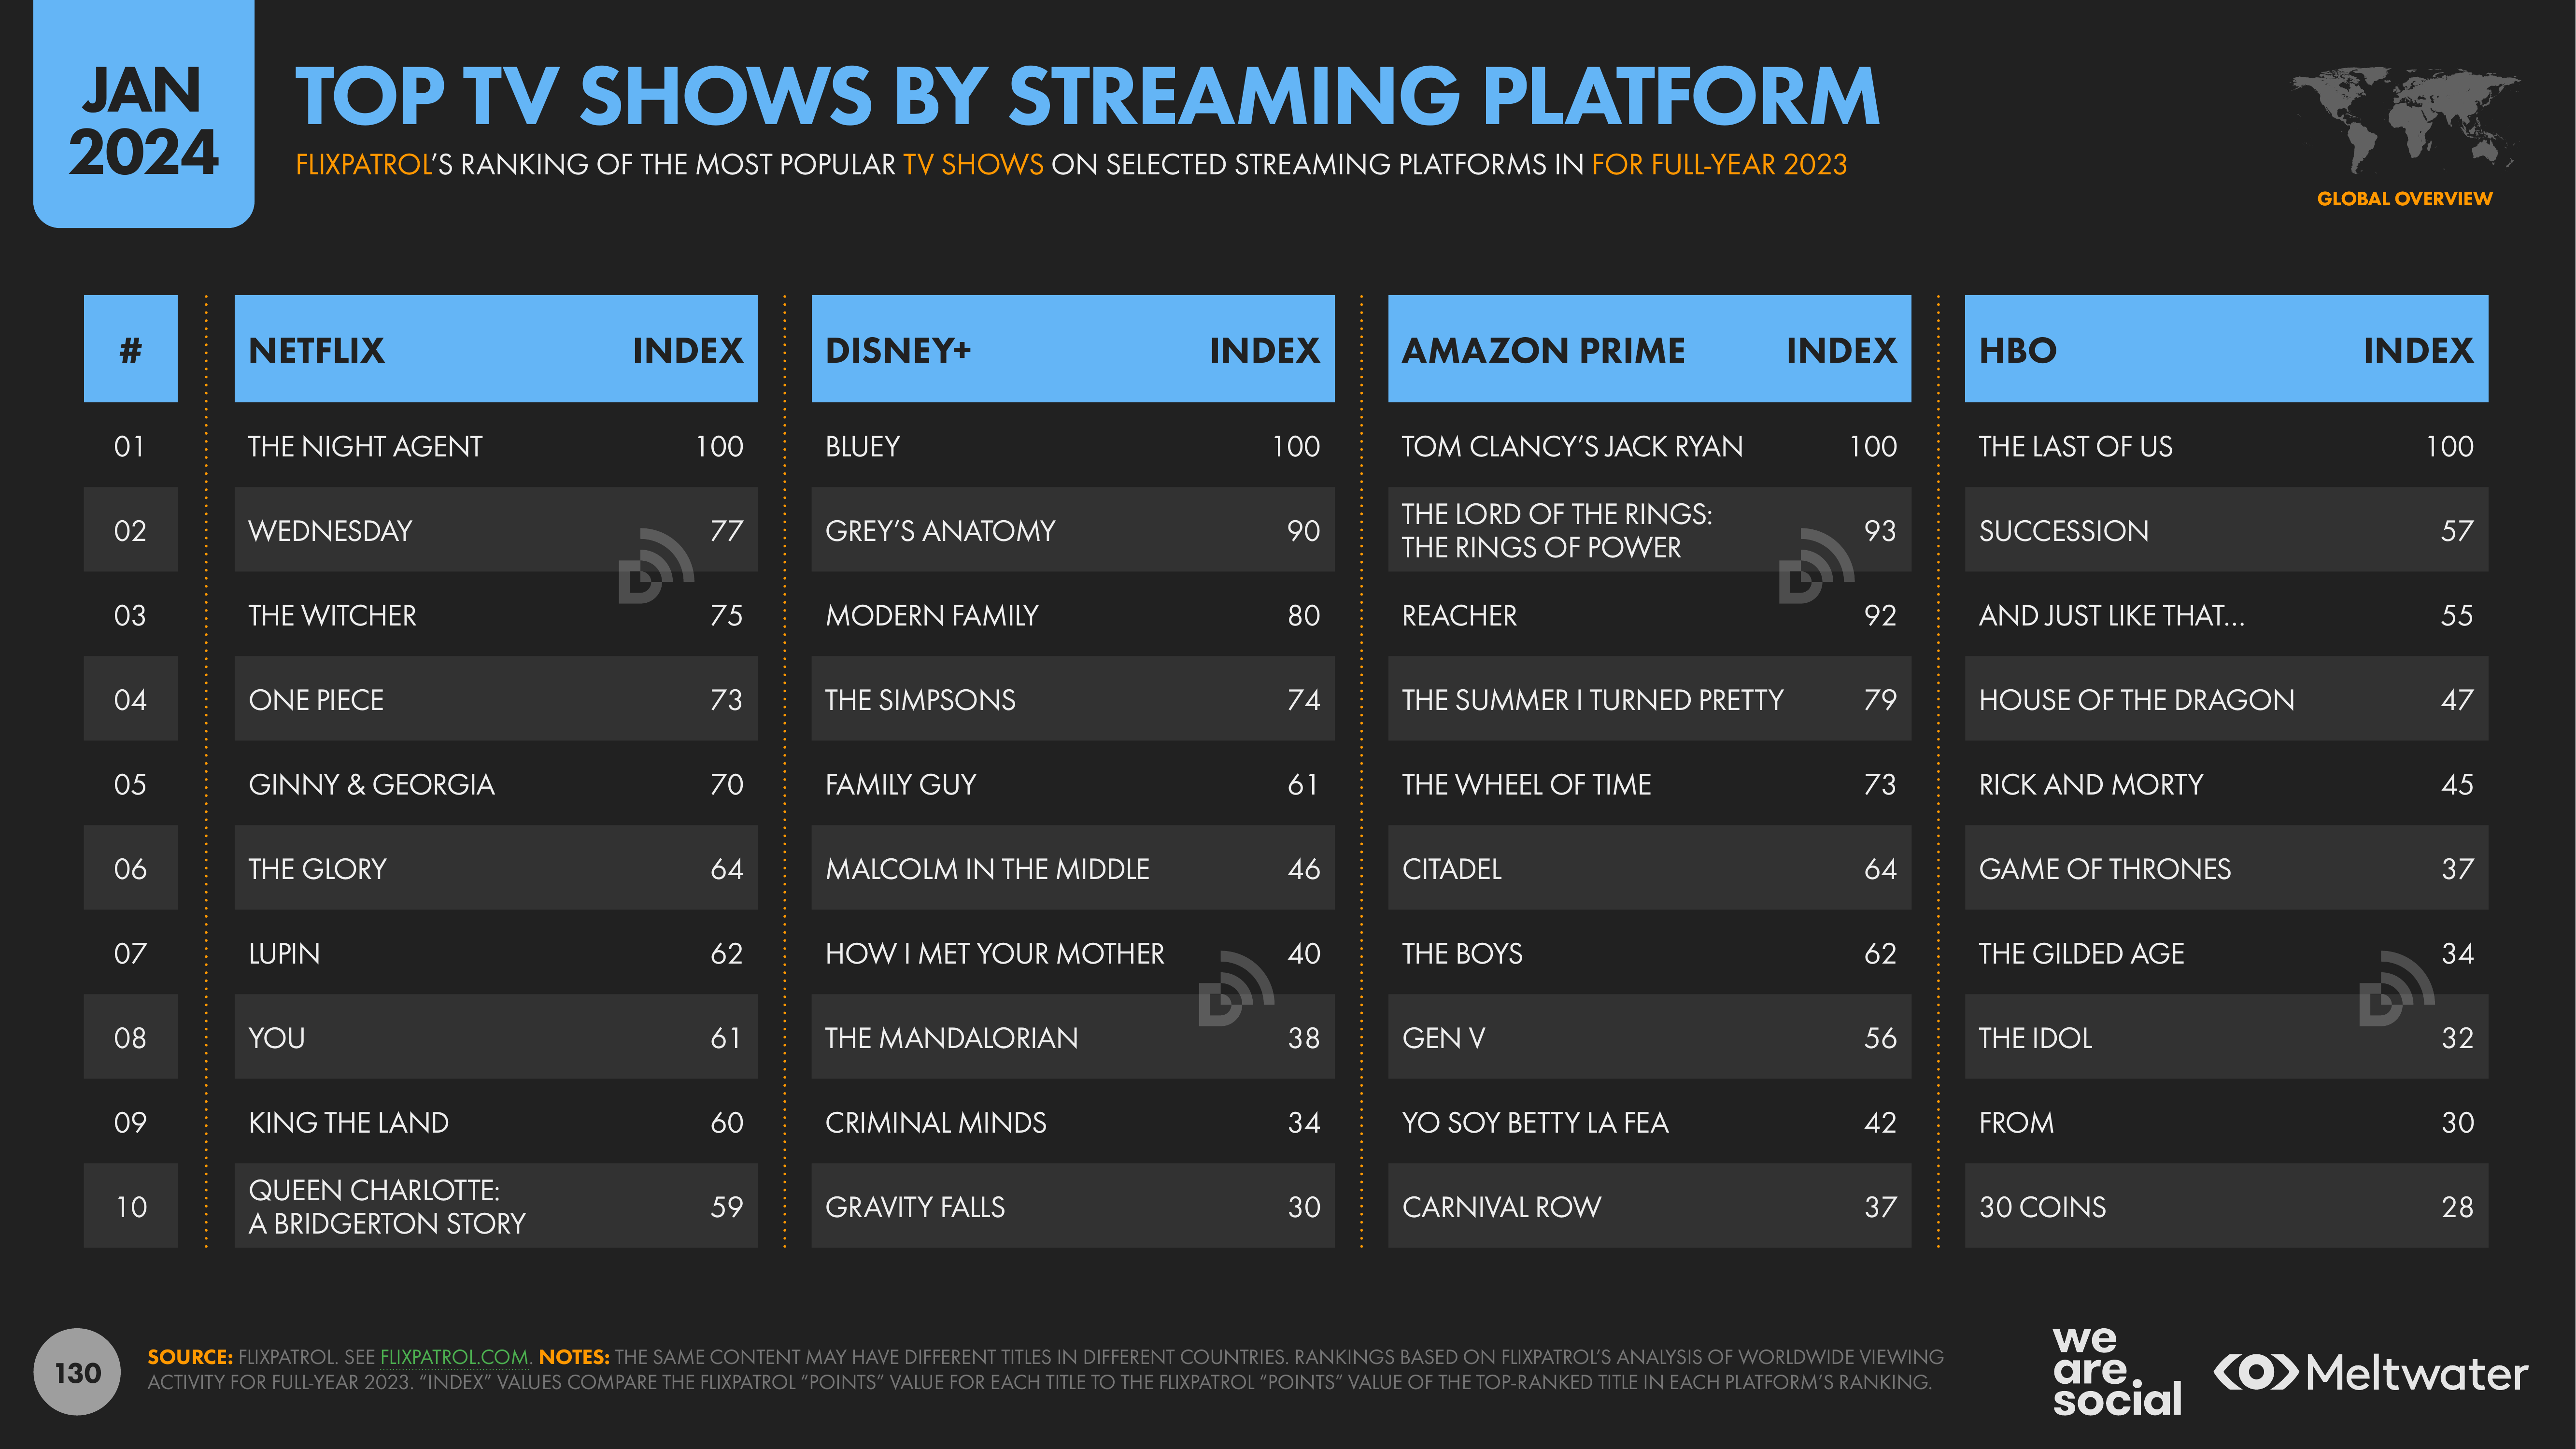 JAN
2024
TOP TV SHOWS BY STREAMING PLATFORM
FLIXPATROL’S RANKING OF THE MOST POPULAR TV SHOWS ON SELECTED STREAMING PLATFORMS IN FOR FULL-YEAR 2023
GLOBAL OVERVIEW
# NETFLIX INDEX DISNEY+ INDEX AMAZON PRIME INDEX HBO INDEX
01 THE NIGHT AGENT 100 BLUEY 100 TOM CLANCY’S JACK RYAN 100 THE LAST OF US 100
02 WEDNESDAY 77 GREY’S ANATOMY 90 THE LORD OF THE RINGS:
THE RINGS OF POWER 93 SUCCESSION 57
03 THE WITCHER 75 MODERN FAMILY 80 REACHER 92 AND JUST LIKE THAT... 55
04 ONE PIECE 73 THE SIMPSONS 74 THE SUMMER I TURNED PRETTY 79 HOUSE OF THE DRAGON 47
05 GINNY & GEORGIA 70 FAMILY GUY 61 THE WHEEL OF TIME 73 RICK AND MORTY 45
06 THE GLORY 64 MALCOLM IN THE MIDDLE 46 CITADEL 64 GAME OF THRONES 37
07 LUPIN 62 HOW I MET YOUR MOTHER 40 THE BOYS 62 THE GILDED AGE 34
08 YOU 61 THE MANDALORIAN 38 GEN V 56 THE IDOL 32
09 KING THE LAND 60 CRIMINAL MINDS 34 YO SOY BETTY LA FEA 42 FROM 30
10 QUEEN CHARLOTTE:
A BRIDGERTON STORY 59 GRAVITY FALLS 30 CARNIVAL ROW 37 30 COINS 28
130
SOURCE: FLIXPATROL. SEE FLIXPATROL.COM. NOTES: THE SAME CONTENT MAY HAVE DIFFERENT TITLES IN DIFFERENT COUNTRIES. RANKINGS BASED ON FLIXPATROL’S ANALYSIS OF WORLDWIDE VIEWING
ACTIVITY FOR FULL-YEAR 2023. “INDEX” VALUES COMPARE THE FLIXPATROL “POINTS” VALUE FOR EACH TITLE TO THE FLIXPATROL “POINTS” VALUE OF THE TOP-RANKED TITLE IN EACH PLATFORM’S RANKING.
we
are
social
Meltwater